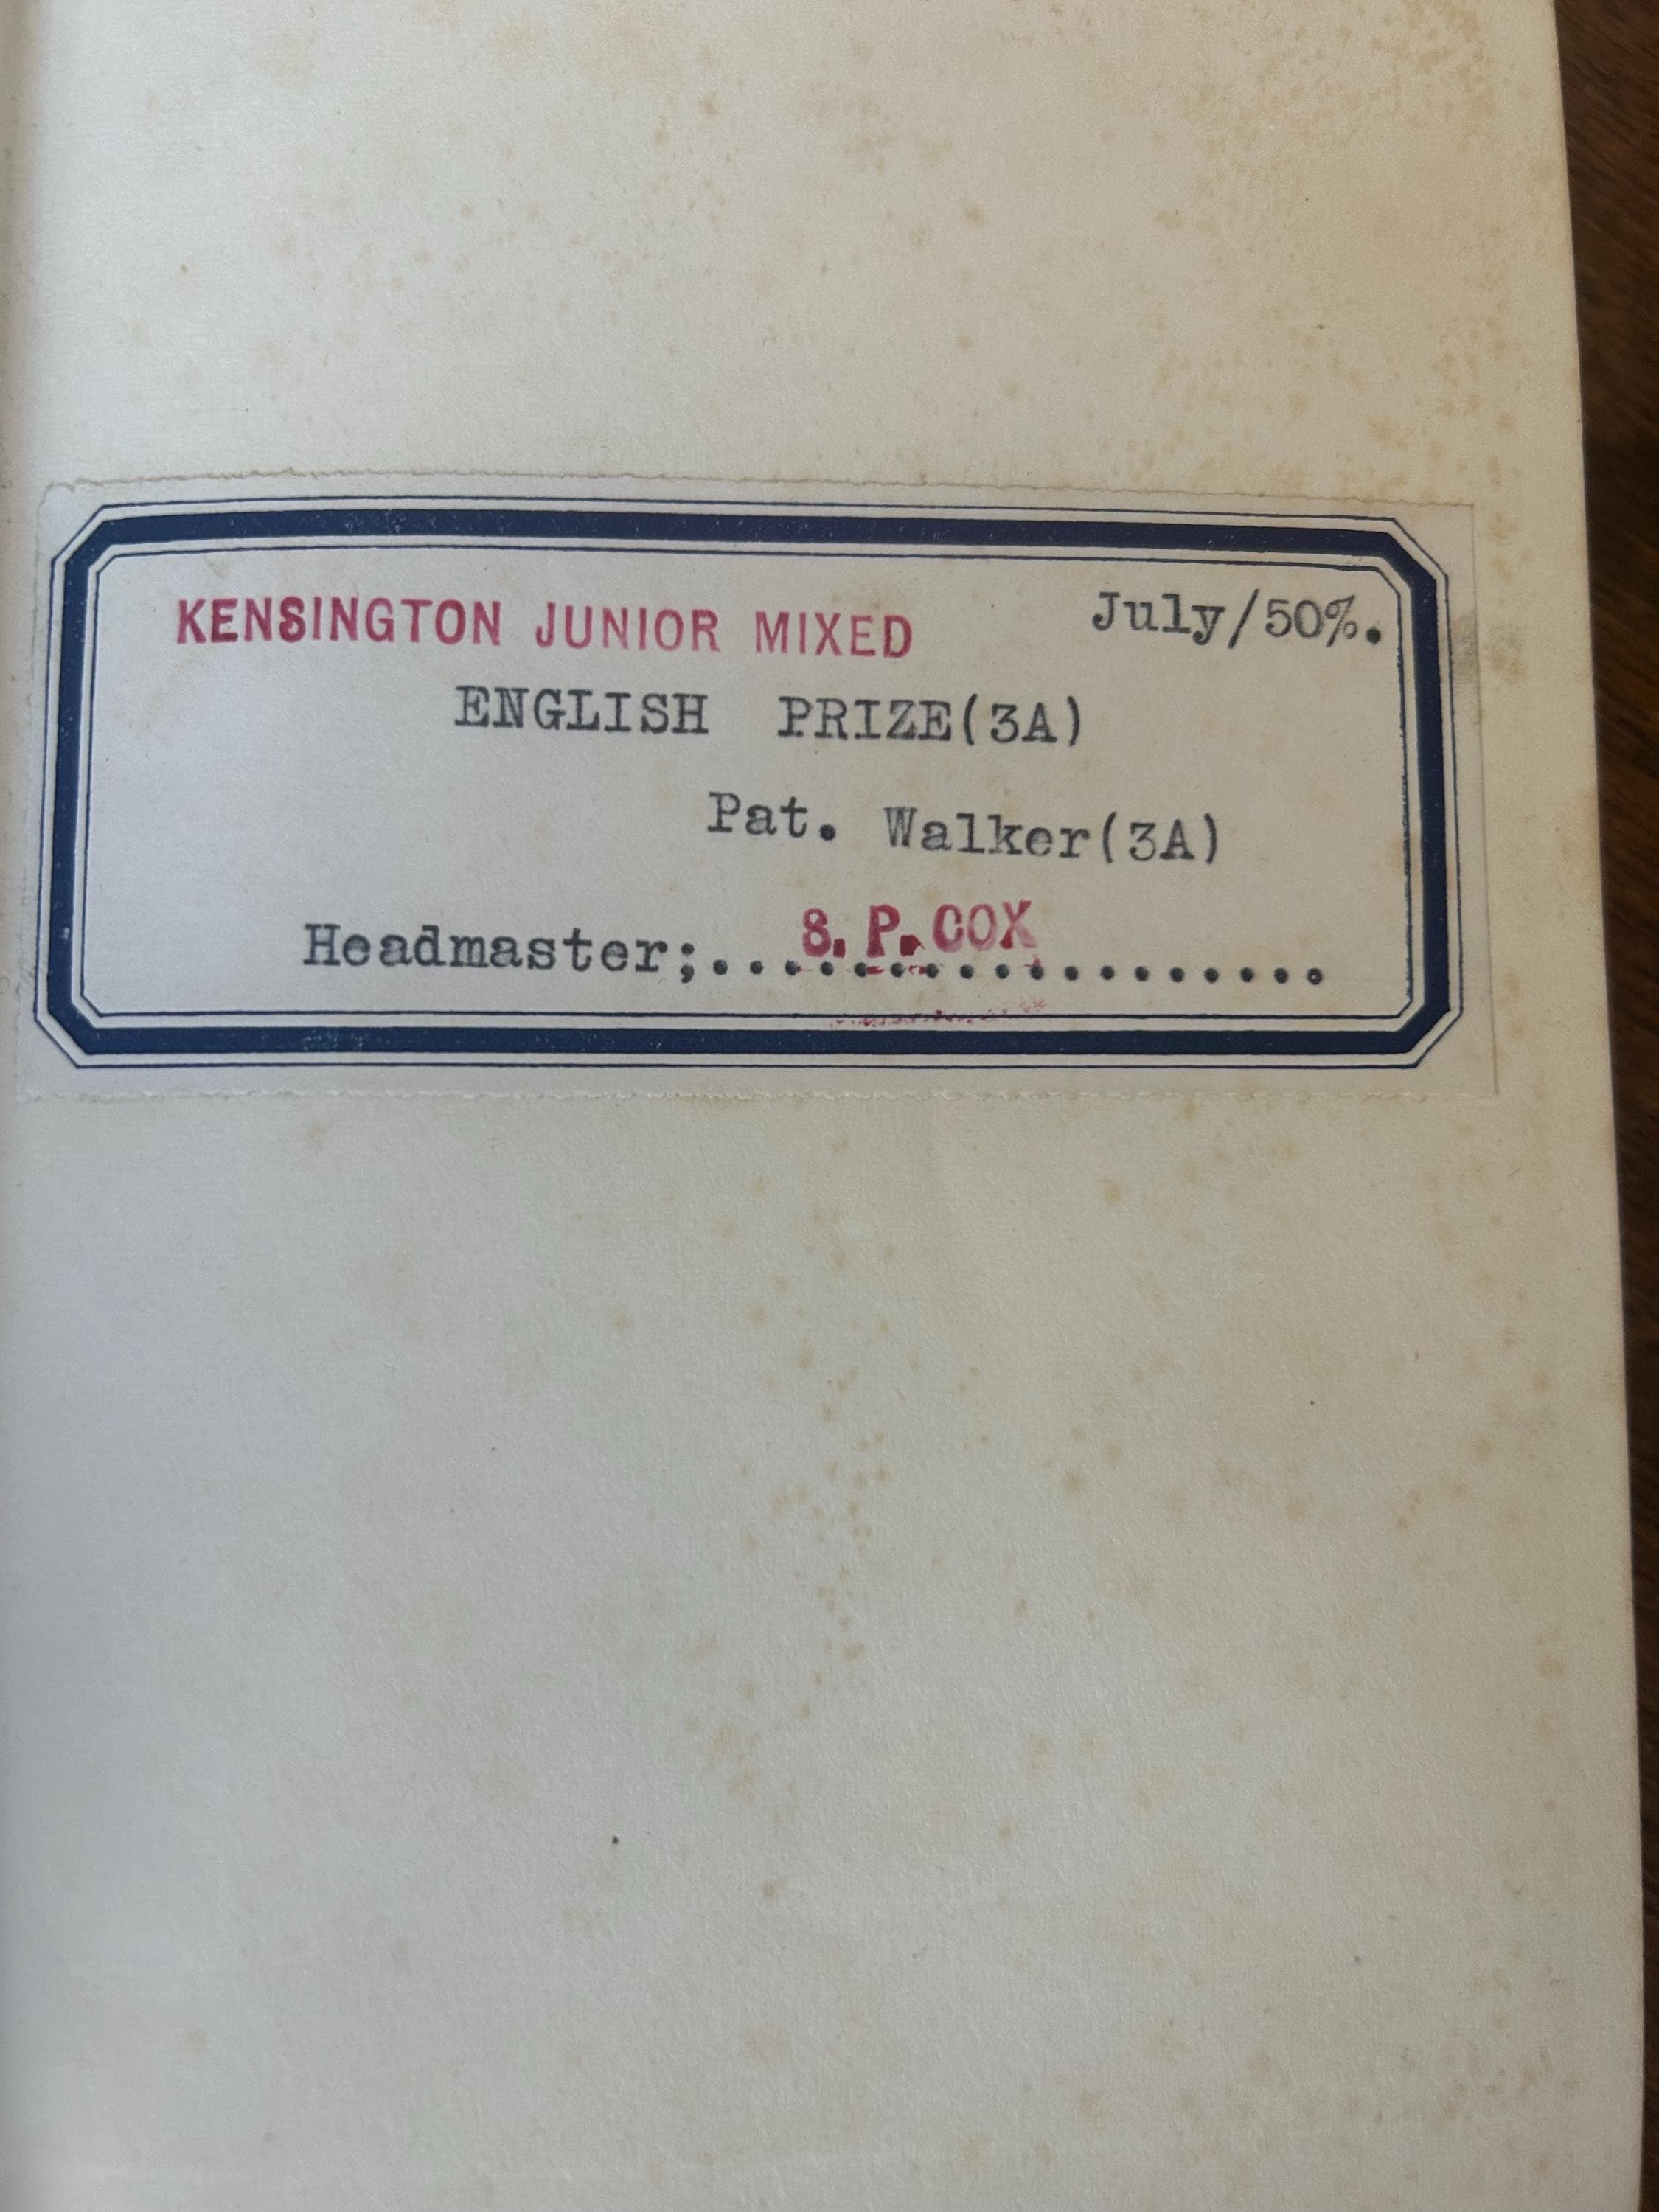 KENSINGTON JUNIOR MIXED July/50%.
ENGLISH PRIZE(3A)
Pat. Walker(3A)
Headmaster;...S. P. COX...............